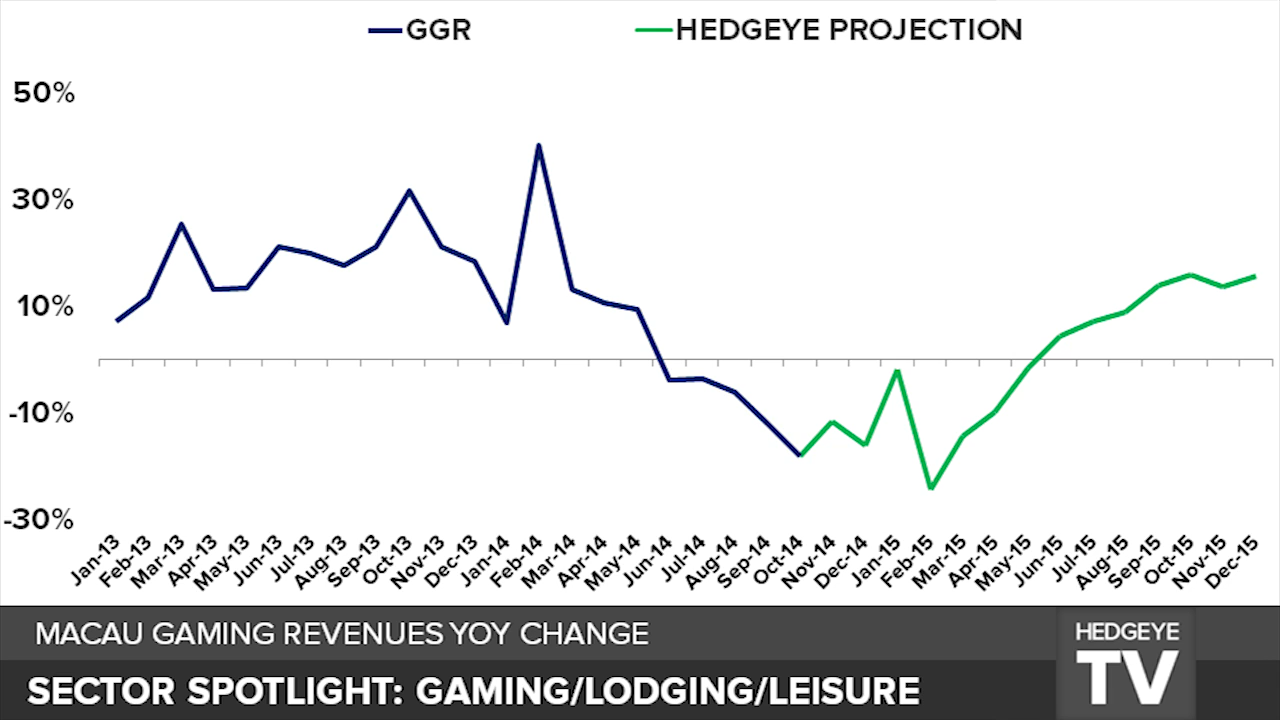 GGR HEDGEYE PROJECTION
50%
30%
10%
-10%
-30%
Jan-13 Feb-13 Mar-13 Apr-13 May-13 Jun-13 Jul-13 Aug-13 Sep-13 Oct-13 Nov-13 Dec-13 Jan-14 Feb-14 Mar-14 Apr-14 May-14 Jun-14 Jul-14 Aug-14 Sep-14 Oct-14 Nov-14 Dec-14 Jan-15 Feb-15 Mar-15 Apr-15 May-15 Jun-15 Jul-15 Aug-15 Sep-15 Oct-15 Nov-15 Dec-15
MACAU GAMING REVENUES YOY CHANGE
SECTOR SPOTLIGHT: GAMING/LODGING/LEISURE
HEDGEYE
TV